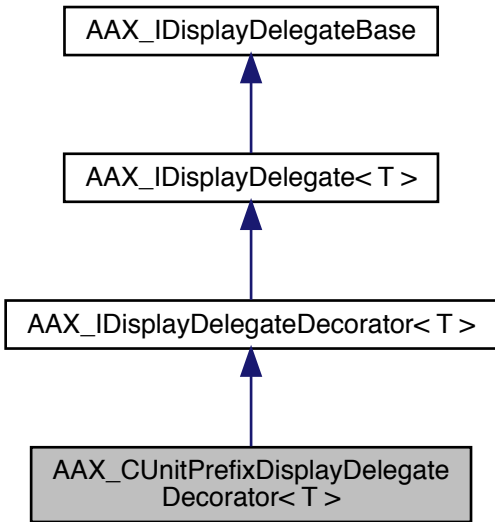 AAX_IDisplayDelegateBase
AAX_IDisplayDelegate< T >
AAX_IDisplayDelegateDecorator< T >
AAX_CUnitPrefixDisplayDelegate
Decorator< T >